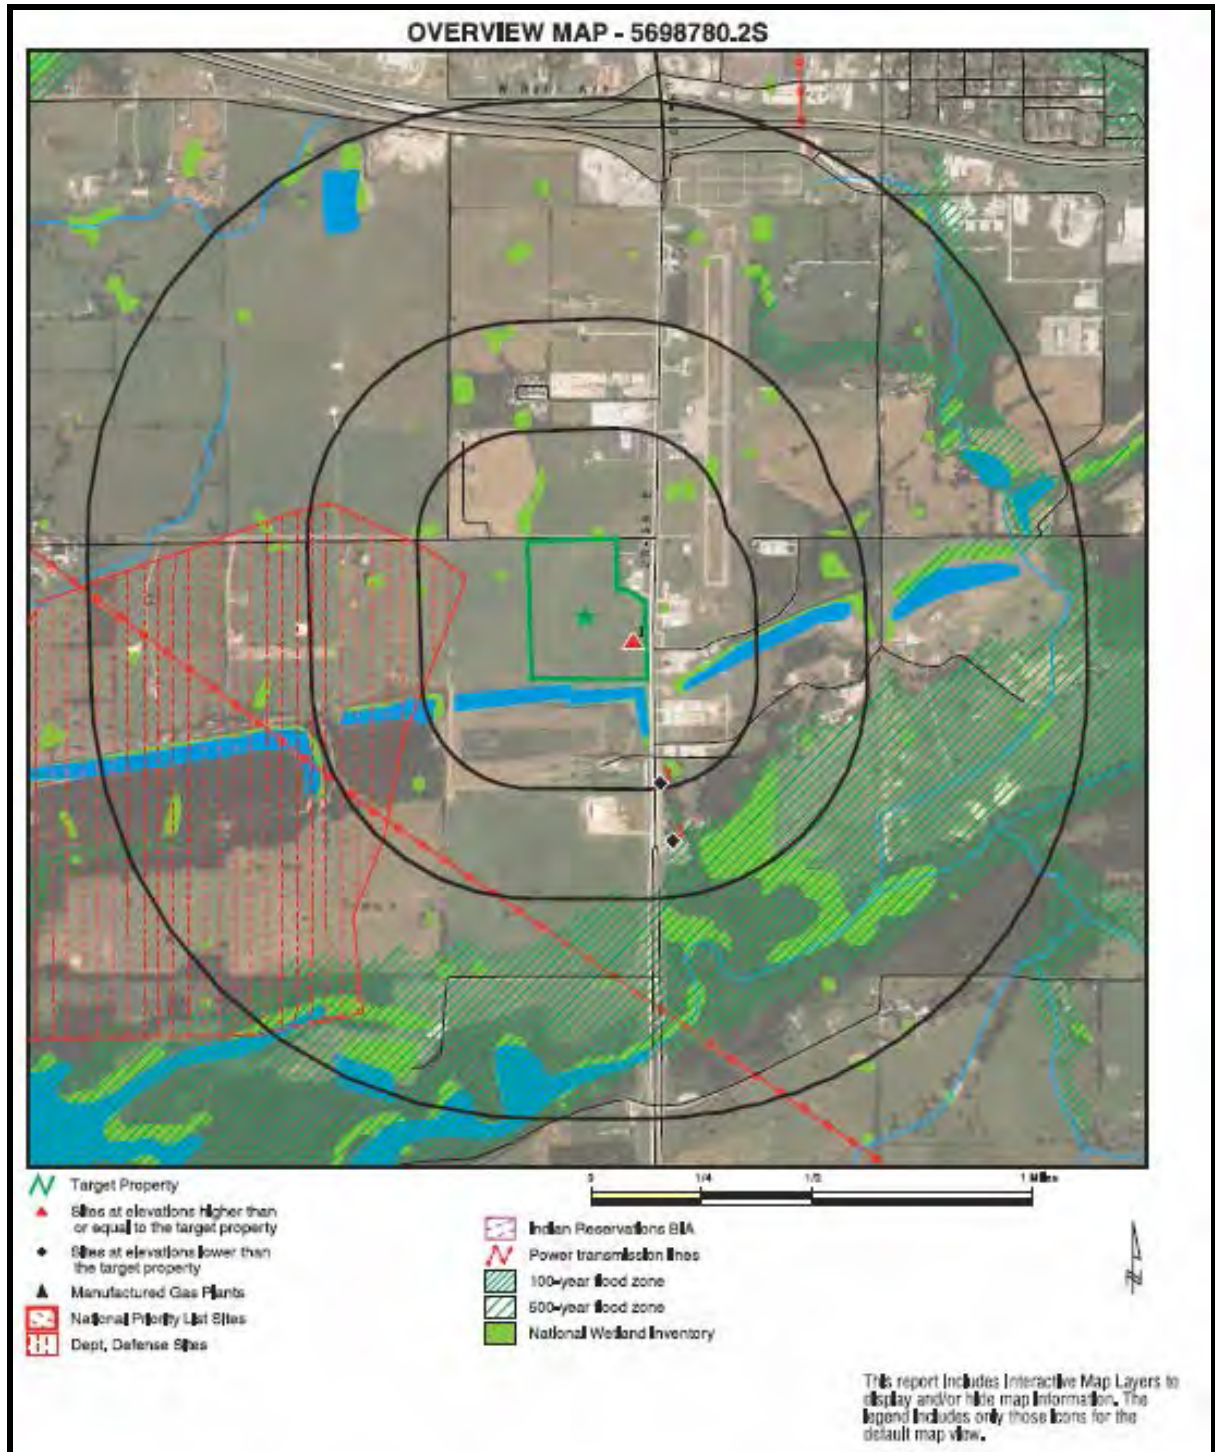 OVERVIEW MAP - 5698780.2S
0
1/4
1/2
1 Miles
Target Property
Sites at elevations higher than
or equal to the target property
Sites at elevations lower than
the target property
Manufactured Gas Plants
National Priority List Sites
Dept. Defense Sites
Indian Reservations BIA
Power transmission lines
100-year flood zone
500-year flood zone
National Wetland Inventory
This report includes Interactive Map Layers to
display and/or hide map information. The
legend includes only those icons for the
default map view.